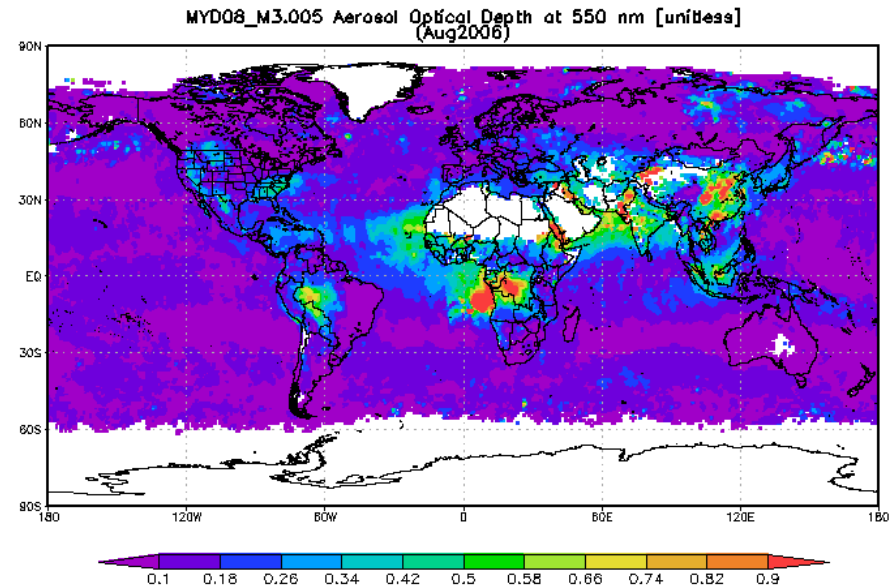 MYD08_M3.005 Aerosol Optical Depth at 550 nm [unitless]
(Aug2006)
90N
60N
30N
EQ
30S
60S
90S
180 120W 60W 0 60E 120E 180
0.1 0.18 0.26 0.34 0.42 0.5 0.58 0.66 0.74 0.82 0.9